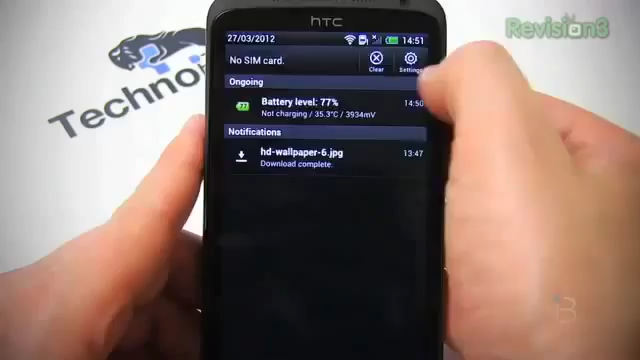 Revision3
hTC
27/03/2012 14:51
No SIM card.
Clear
Settings
Ongoing
Battery level: 77% 14:50
77
Not charging / 35.3°C / 3934mV
Notifications
hd-wallpaper-6.jpg 13:47
Download complete.
B